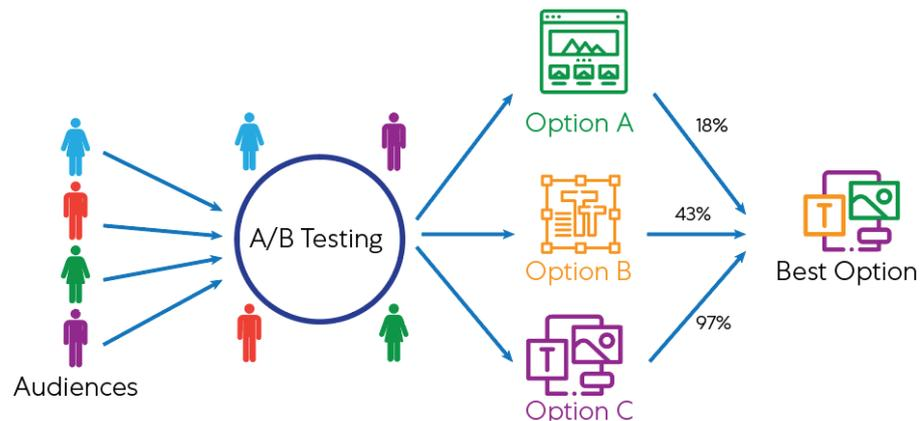 Option A
18%
A/B Testing
T
43%
T
Option B
Best Option
97%
T
Audiences
Option C